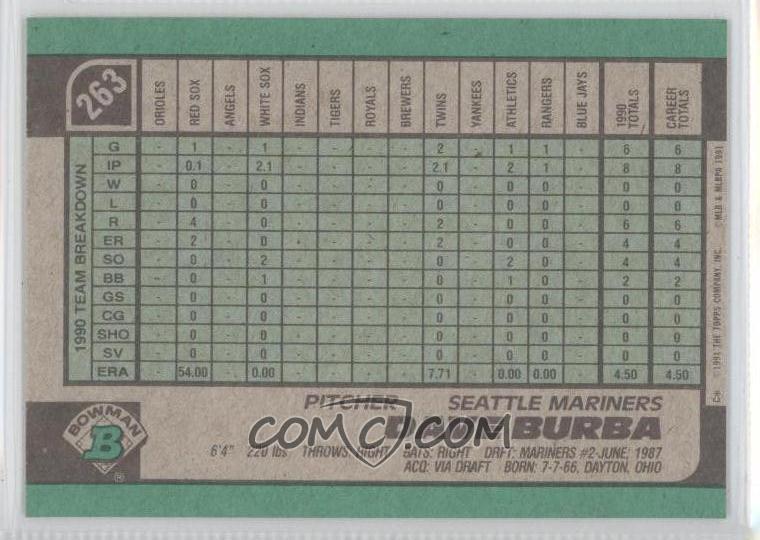 263
ORIOLES RED SOX ANGELS WHITE SOX INDIANS TIGERS ROYALS BREWERS TWINS YANKEES ATHLETICS RANGERS BLUE JAYS 1990 TOTALS CAREER TOTALS
1990 TEAM BREAKDOWN
G - 1 - 1 - - - - 2 - 1 1 - 6 6
IP - 0.1 - 2.1 - - - - 2.1 - 2 1 - 8 8
W - 0 - 0 - - - - 0 - 0 0 - 0 0
L - 0 - 0 - - - - 0 - 0 0 - 0 0
R - 4 - 0 - - - - 2 - 0 0 - 6 6
ER - 2 - 0 - - - - 2 - 0 0 - 4 4
SO - 0 - 2 - - - - 0 - 2 0 - 4 4
BB - 0 - 1 - - - - 0 - 1 0 - 2 2
GS - 0 - 0 - - - - 0 - 0 0 - 0 0
CG - 0 - 0 - - - - 0 - 0 0 - 0 0
SHO - 0 - 0 - - - - 0 - 0 0 - 0 0
SV - 0 - 0 - - - - 0 - 0 0 - 0 0
ERA - 54.00 - 0.00 - - - - 7.71 - 0.00 0.00 - 4.50 4.50
CH ©1991 THE TOPPS COMPANY, INC. © MLB & MLBPA 1991
BOWMAN
B
®
PITCHER SEATTLE MARINERS
DAVE BURBA
6'4" 220 lbs THROWS: RIGHT BATS: RIGHT DRFT: MARINERS #2-JUNE, 1987
ACQ: VIA DRAFT BORN: 7-7-66, DAYTON, OHIO
COMC.COM